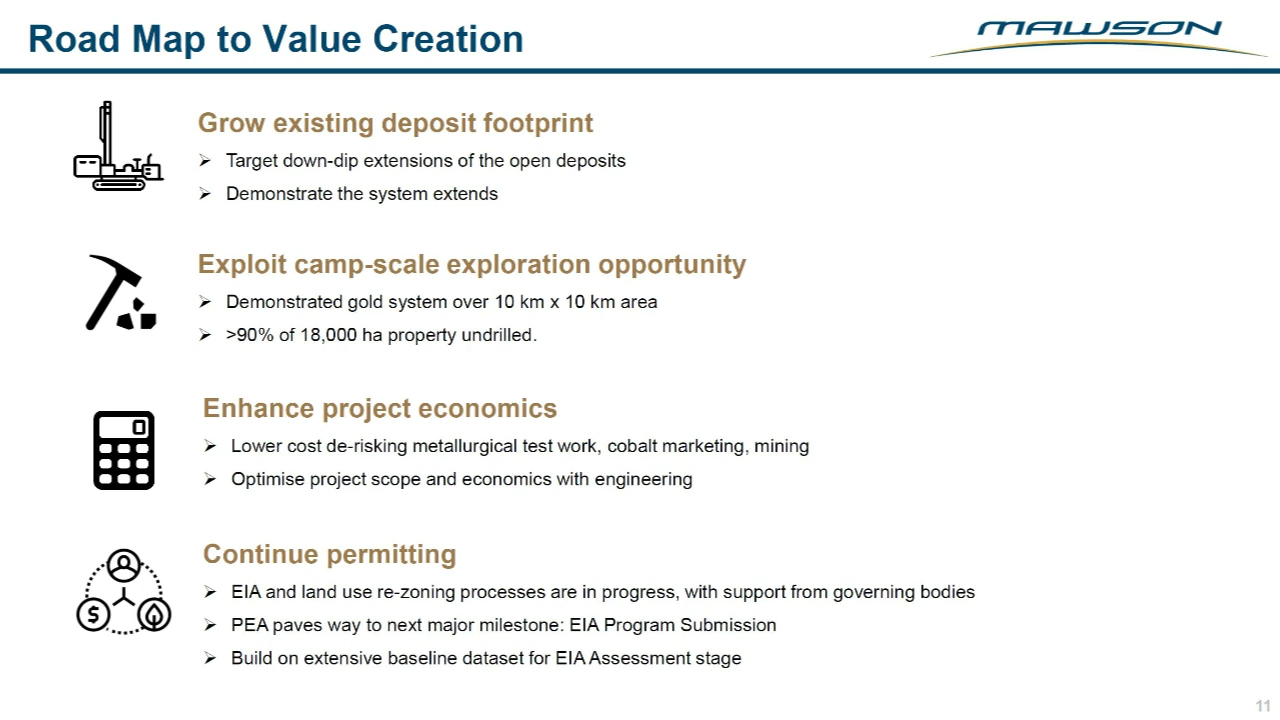 Road Map to Value Creation
MAWSON
Grow existing deposit footprint
➢ Target down-dip extensions of the open deposits
➢ Demonstrate the system extends
Exploit camp-scale exploration opportunity
➢ Demonstrated gold system over 10 km x 10 km area
➢ >90% of 18,000 ha property undrilled.
0
Enhance project economics
➢ Lower cost de-risking metallurgical test work, cobalt marketing, mining
➢ Optimise project scope and economics with engineering
Continue permitting
$
➢ EIA and land use re-zoning processes are in progress, with support from governing bodies
➢ PEA paves way to next major milestone: EIA Program Submission
➢ Build on extensive baseline dataset for EIA Assessment stage
11